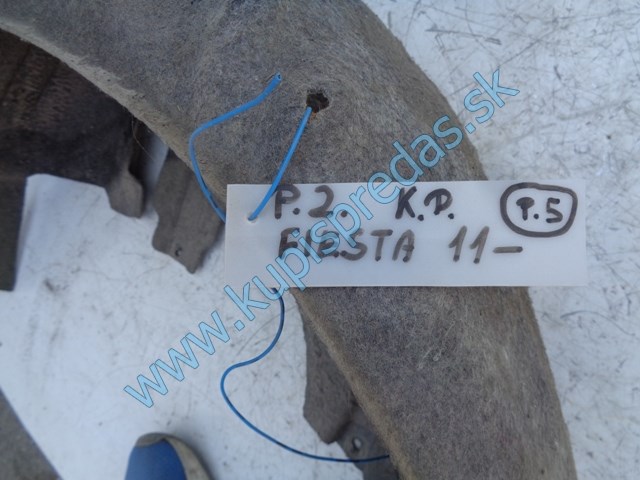 P.2. K.P. P.5
FIESTA 11-
www.kupispredas.sk